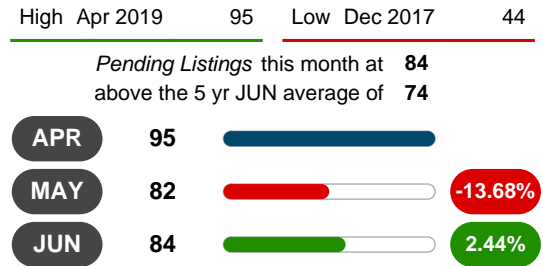 High Apr 2019 95 Low Dec 2017 44
Pending Listings this month at 84
above the 5 yr JUN average of 74
APR 95
MAY 82 -13.68%
JUN 84 2.44%